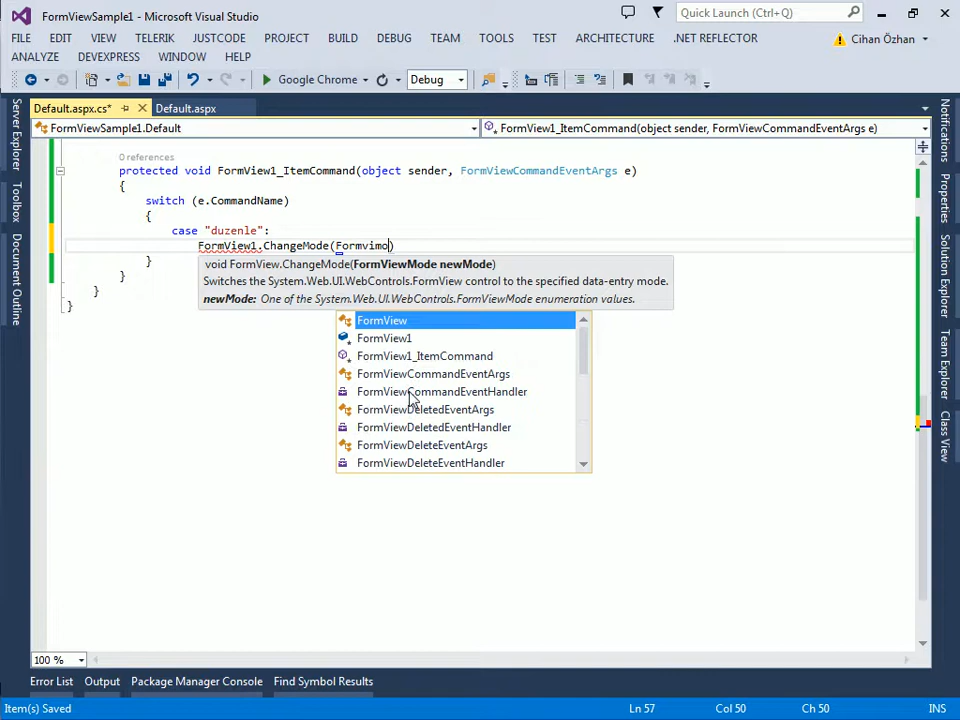 FormViewSample1 - Microsoft Visual Studio
Quick Launch (Ctrl+Q)
FILE EDIT VIEW TELERIK JUSTCODE PROJECT BUILD DEBUG TEAM TOOLS TEST ARCHITECTURE .NET REFLECTOR
Cihan Özhan
ANALYZE DEVEXPRESS WINDOW HELP
Google Chrome
Debug
Default.aspx.cs*
Default.aspx
FormViewSample1.Default
FormView1_ItemCommand(object sender, FormViewCommandEventArgs e)
Server Explorer
Toolbox
Document Outline
0 references
protected void FormView1_ItemCommand(object sender, FormViewCommandEventArgs e)
{
switch (e.CommandName)
{
case "duzenle":
FormView1.ChangeMode(Formvimo)
}
}
}
}
void FormView.ChangeMode(FormViewMode newMode)
Switches the System.Web.UI.WebControls.FormView control to the specified data-entry mode.
newMode: One of the System.Web.UI.WebControls.FormViewMode enumeration values.
FormView
FormView1
FormView1_ItemCommand
FormViewCommandEventArgs
FormViewCommandEventHandler
FormViewDeletedEventArgs
FormViewDeletedEventHandler
FormViewDeleteEventArgs
FormViewDeleteEventHandler
Notifications
Properties
Solution Explorer
Team Explorer
Class View
100 %
Error List Output Package Manager Console Find Symbol Results
Item(s) Saved
Ln 57
Col 50
Ch 50
INS